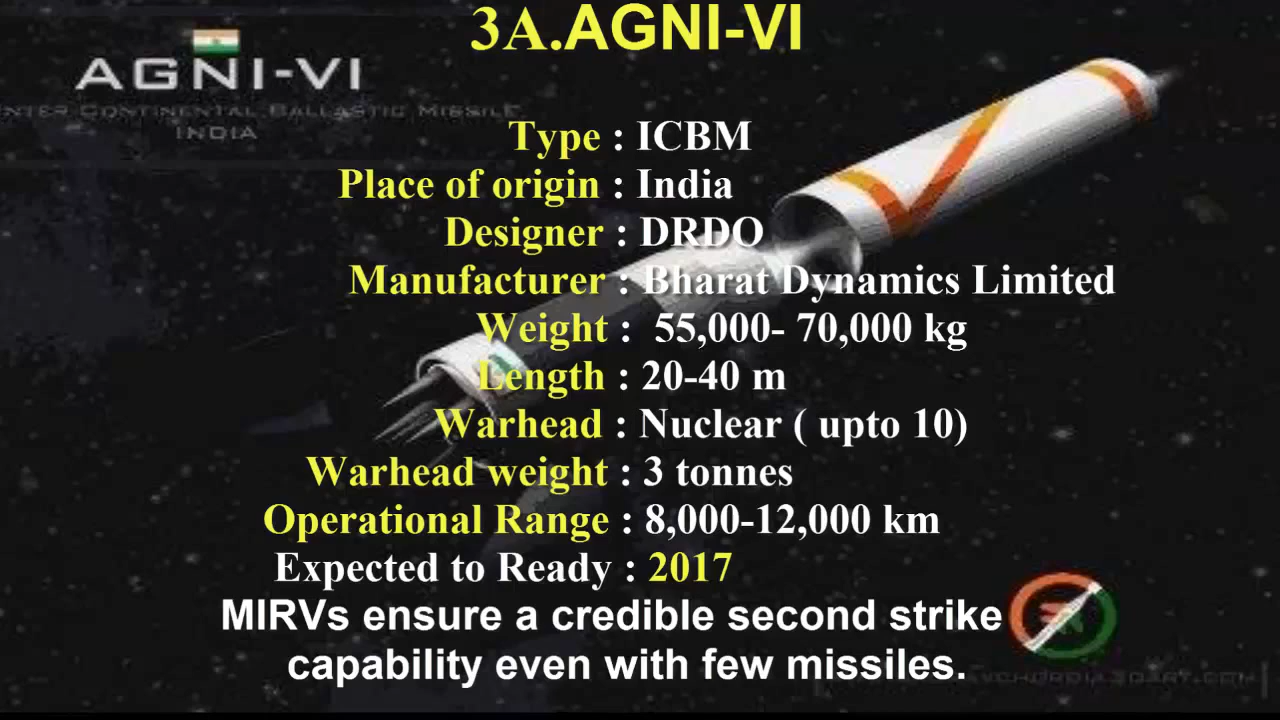 3A.AGNI-VI
AGNI-VI
INTER CONTINENTAL BALLASTIC MISSILE
INDIA
Type : ICBM
Place of origin : India
Designer : DRDO
Manufacturer : Bharat Dynamics Limited
Weight : 55,000- 70,000 kg
Length : 20-40 m
Warhead : Nuclear ( upto 10)
Warhead weight : 3 tonnes
Operational Range : 8,000-12,000 km
Expected to Ready : 2017
MIRVs ensure a credible second strike
capability even with few missiles.